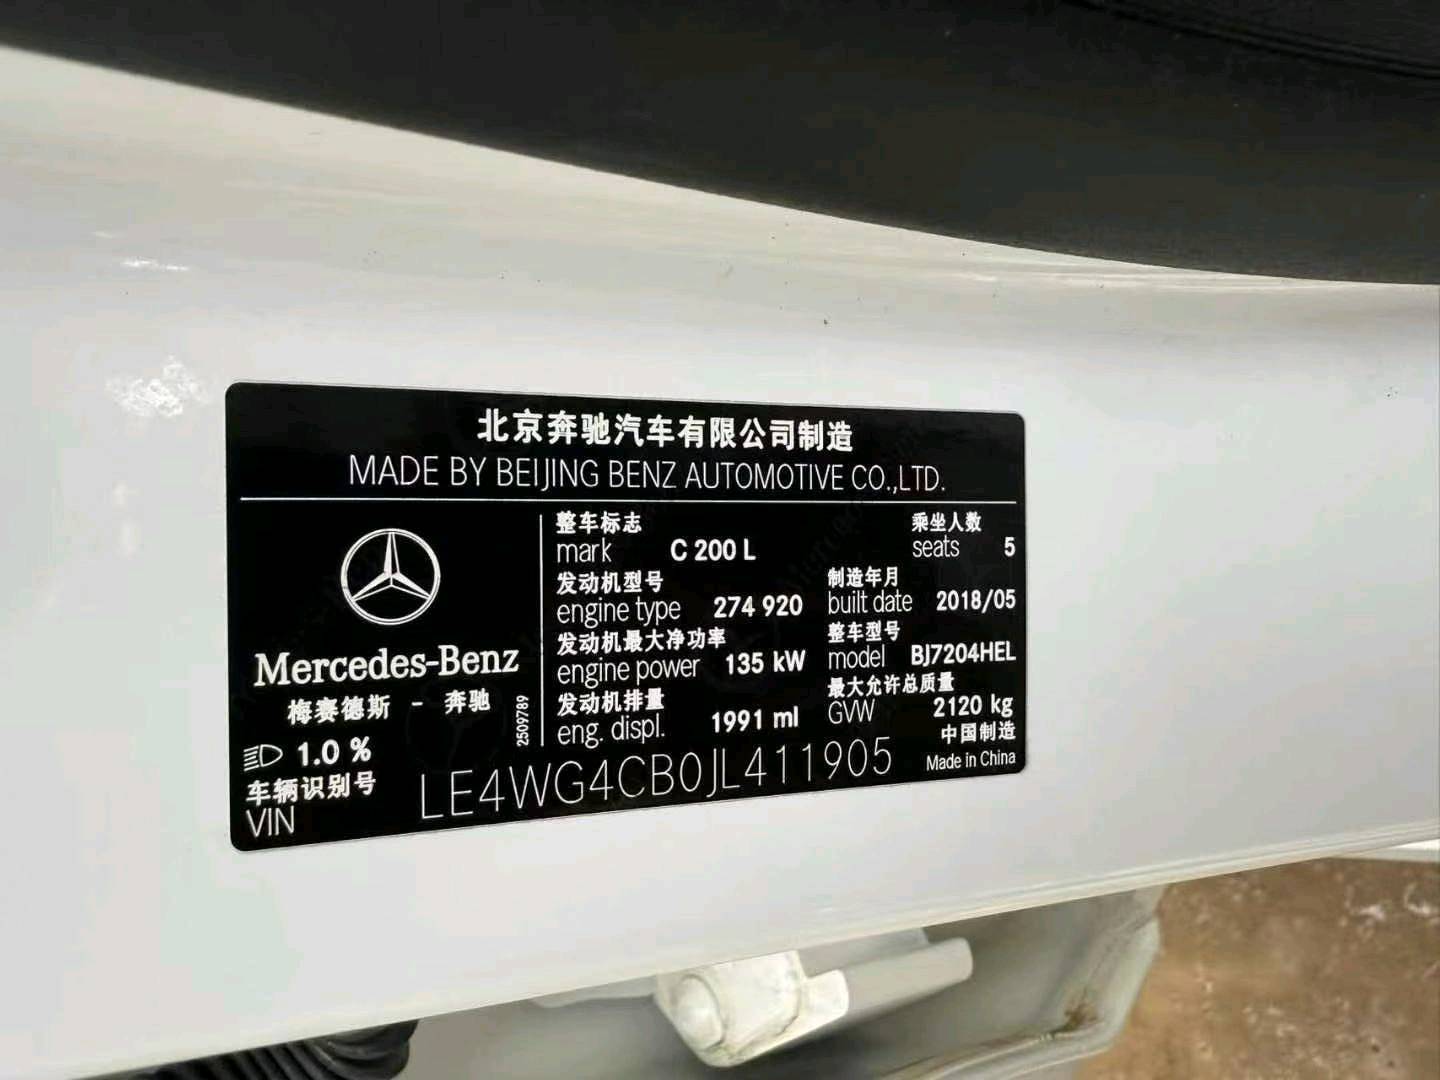 北京奔驰汽车有限公司制造
MADE BY BEIJING BENZ AUTOMOTIVE CO.,LTD.
Mercedes-Benz
梅赛德斯 - 奔驰
1.0 %
2509789
整车标志
mark C 200 L
乘坐人数
seats 5
发动机型号
engine type 274 920
制造年月
built date 2018/05
发动机最大净功率
engine power 135 kW
整车型号
model BJ7204HEL
发动机排量
eng. displ. 1991 ml
最大允许总质量
GVW 2120 kg
中国制造
Made in China
车辆识别号
VIN LE4WG4CB0JL411905